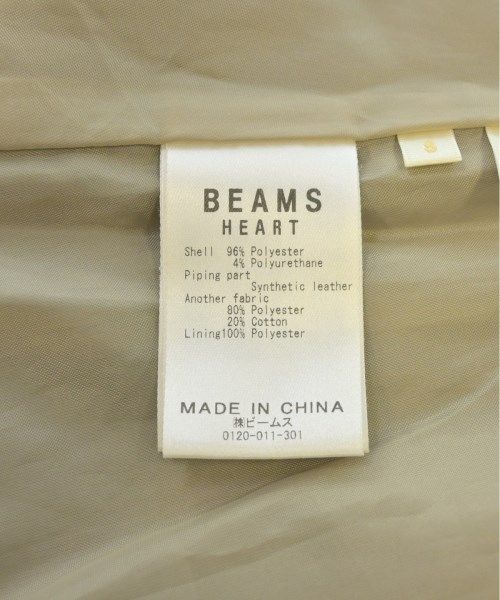 BEAMS
HEART
Shell 96% Polyester
4% Polyurethane
Piping part
Synthetic leather
Another fabric
80% Polyester
20% Cotton
Lining100% Polyester
MADE IN CHINA
㈱ビームス
0120-011-301
S